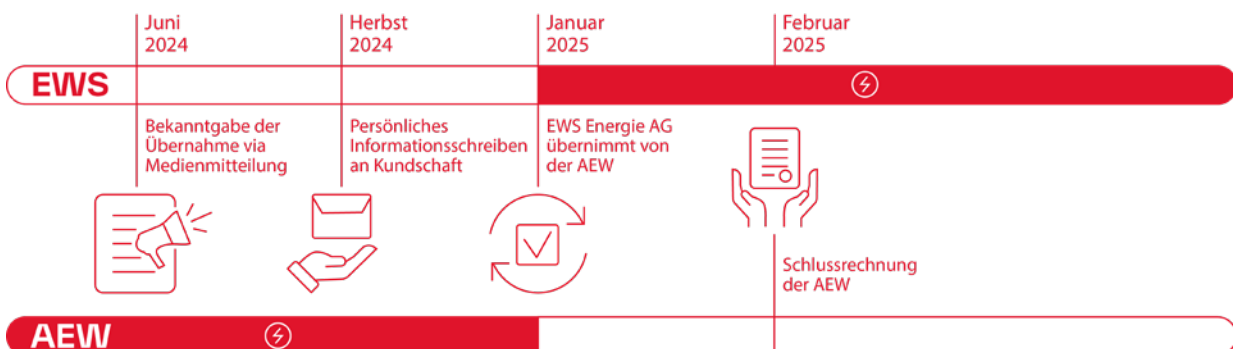 Juni
2024
Herbst
2024
Januar
2025
Februar
2025
EWS
Bekanntgabe der
Übernahme via
Medienmitteilung
Persönliches
Informationsschreiben
an Kundschaft
EWS Energie AG
übernimmt von
der AEW
Schlussrechnung
der AEW
AEW